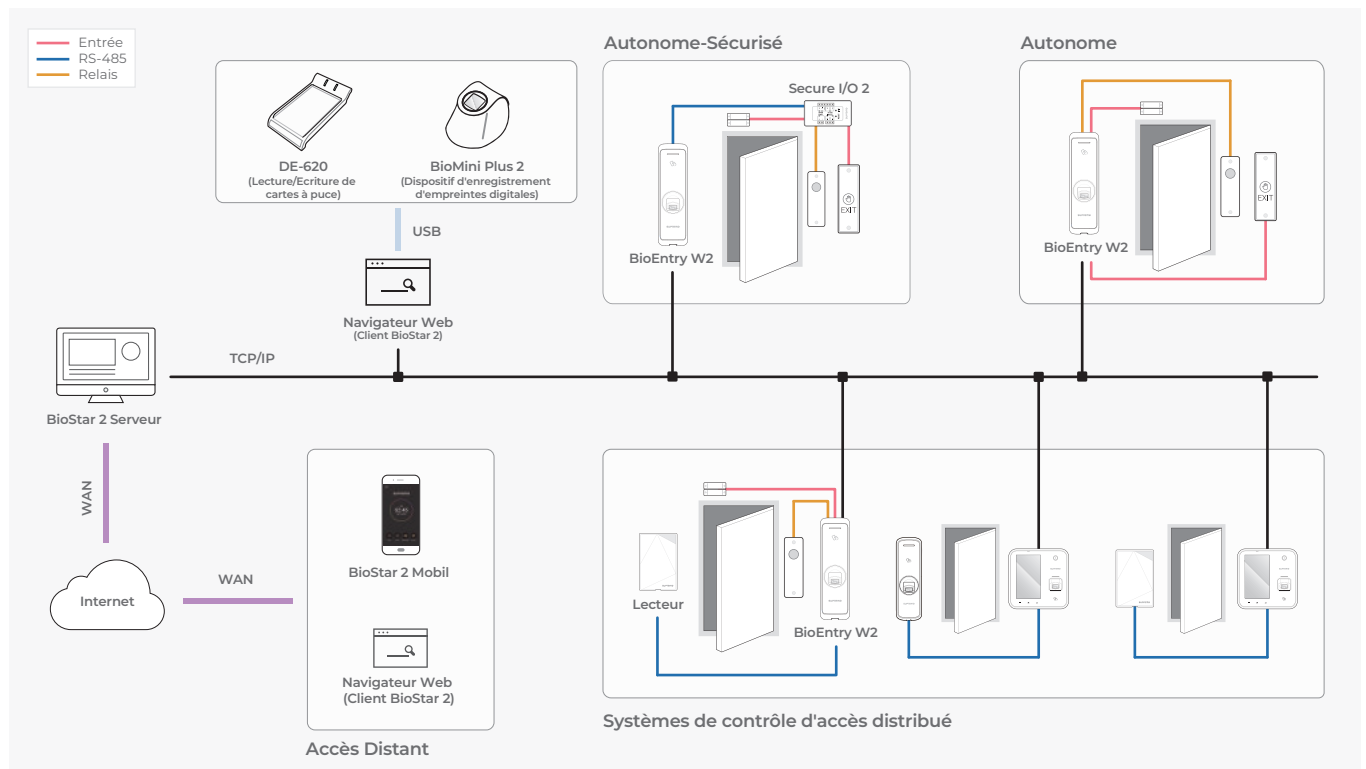 Entrée
RS-485
Relais
Autonome-Sécurisé
Autonome
DE-620
(Lecture/Ecriture de
cartes à puce)
BioMini Plus 2
(Dispositif d'enregistrement
d'empreintes digitales)
Secure I/O 2
EXIT
BioEntry W2
EXIT
BioEntry W2
USB
Navigateur Web
(Client BioStar 2)
TCP/IP
BioStar 2 Serveur
WAN
Internet
WAN
BioStar 2 Mobil
Navigateur Web
(Client BioStar 2)
Accès Distant
Lecteur
BioEntry W2
Systèmes de contrôle d'accès distribué